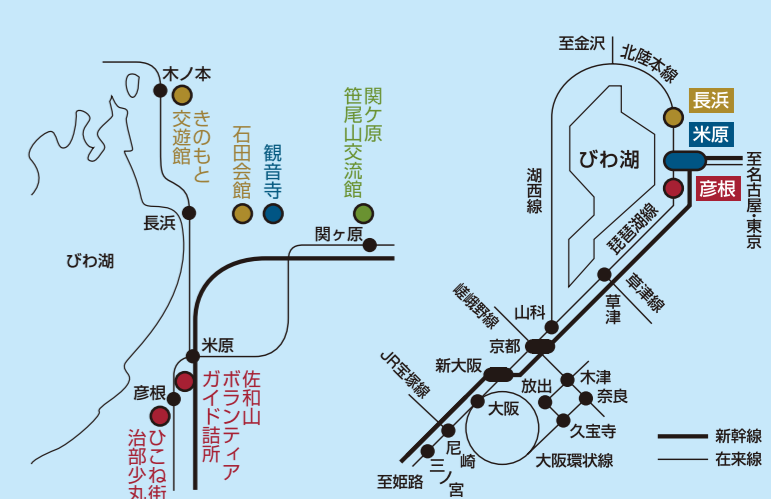 木ノ本
きのもと
交遊館
石田会館
観音寺
関ケ原
笹尾山交流館
長浜
関ヶ原
びわ湖
米原
彦根
佐和山
ボランティア
ガイド詰所
ひこね街
治部少丸
至金沢
北陸本線
長浜
米原
彦根
至名古屋・東京
びわ湖
湖西線
琵琶湖線
草津
草津線
嵯峨野線
山科
京都
新大阪
JR宝塚線
放出
木津
奈良
大阪
久宝寺
尼崎
三ノ宮
至姫路
大阪環状線
新幹線
在来線